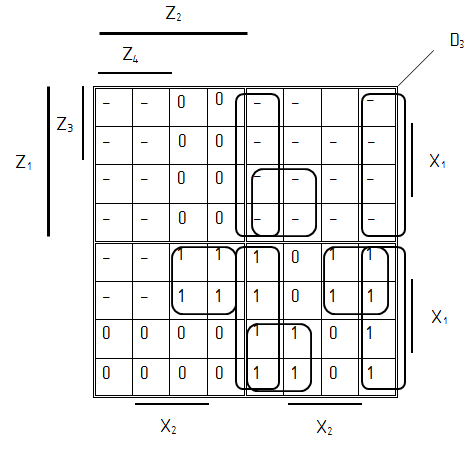 Z₂
D₃
Z₄
– – 0 0 – – –
Z₃
– – 0 0 – – – –
X₁
Z₁
– – 0 0 – – – –
– – 0 0 – – – –
– – 1 1 1 0 1 1
– – 1 1 1 0 1 1
X₁
0 0 0 0 1 1 0 1
0 0 0 0 1 1 0 1
X₂ X₂